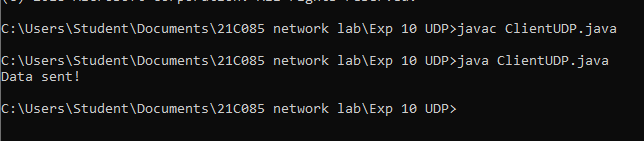 C:\Users\Student\Documents\21C085 network lab\Exp 10 UDP>javac ClientUDP.java
C:\Users\Student\Documents\21C085 network lab\Exp 10 UDP>java ClientUDP.java
Data sent!
C:\Users\Student\Documents\21C085 network lab\Exp 10 UDP>